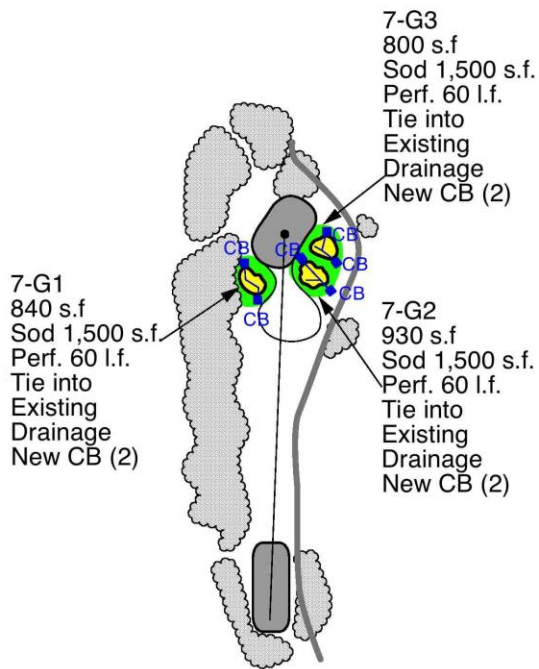 7-G3
800 s.f
Sod 1,500 s.f.
Perf. 60 l.f.
Tie into
Existing
Drainage
New CB (2)
CB
CB
CB
CB
CB
CB
7-G1
840 s.f
Sod 1,500 s.f.
Perf. 60 l.f.
Tie into
Existing
Drainage
New CB (2)
7-G2
930 s.f
Sod 1,500 s.f.
Perf. 60 l.f.
Tie into
Existing
Drainage
New CB (2)